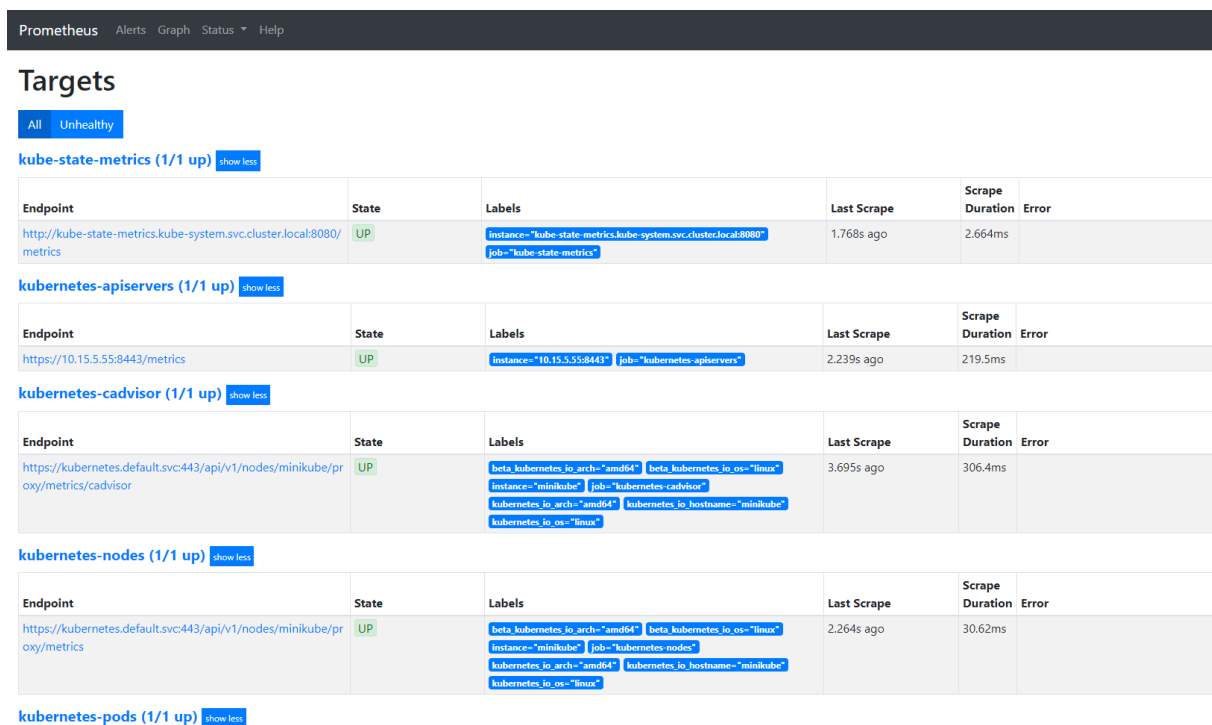 Prometheus Alerts Graph Status Help
Targets
All Unhealthy
kube-state-metrics (1/1 up) show less
Endpoint State Labels Last Scrape Scrape Duration Error
http://kube-state-metrics.kube-system.svc.cluster.local:8080/ UP instance="kube-state-metrics.kube-system.svc.cluster.local:8080" 1.768s ago 2.664ms
metrics job="kube-state-metrics"
kubernetes-apiservers (1/1 up) show less
Endpoint State Labels Last Scrape Scrape Duration Error
https://10.15.5.55:8443/metrics UP instance="10.15.5.55:8443" job="kubernetes-apiservers" 2.239s ago 219.5ms
kubernetes-cadvisor (1/1 up) show less
Endpoint State Labels Last Scrape Scrape Duration Error
https://kubernetes.default.svc:443/api/v1/nodes/minikube/pr UP beta_kubernetes_io_arch="amd64" beta_kubernetes_io_os="linux" 3.695s ago 306.4ms
oxy/metrics/cadvisor instance="minikube" job="kubernetes-cadvisor"
kubernetes_io_arch="amd64" kubernetes_io_hostname="minikube"
kubernetes_io_os="linux"
kubernetes-nodes (1/1 up) show less
Endpoint State Labels Last Scrape Scrape Duration Error
https://kubernetes.default.svc:443/api/v1/nodes/minikube/pr UP beta_kubernetes_io_arch="amd64" beta_kubernetes_io_os="linux" 2.264s ago 30.62ms
oxy/metrics instance="minikube" job="kubernetes-nodes"
kubernetes_io_arch="amd64" kubernetes_io_hostname="minikube"
kubernetes_io_os="linux"
kubernetes-pods (1/1 up) show less